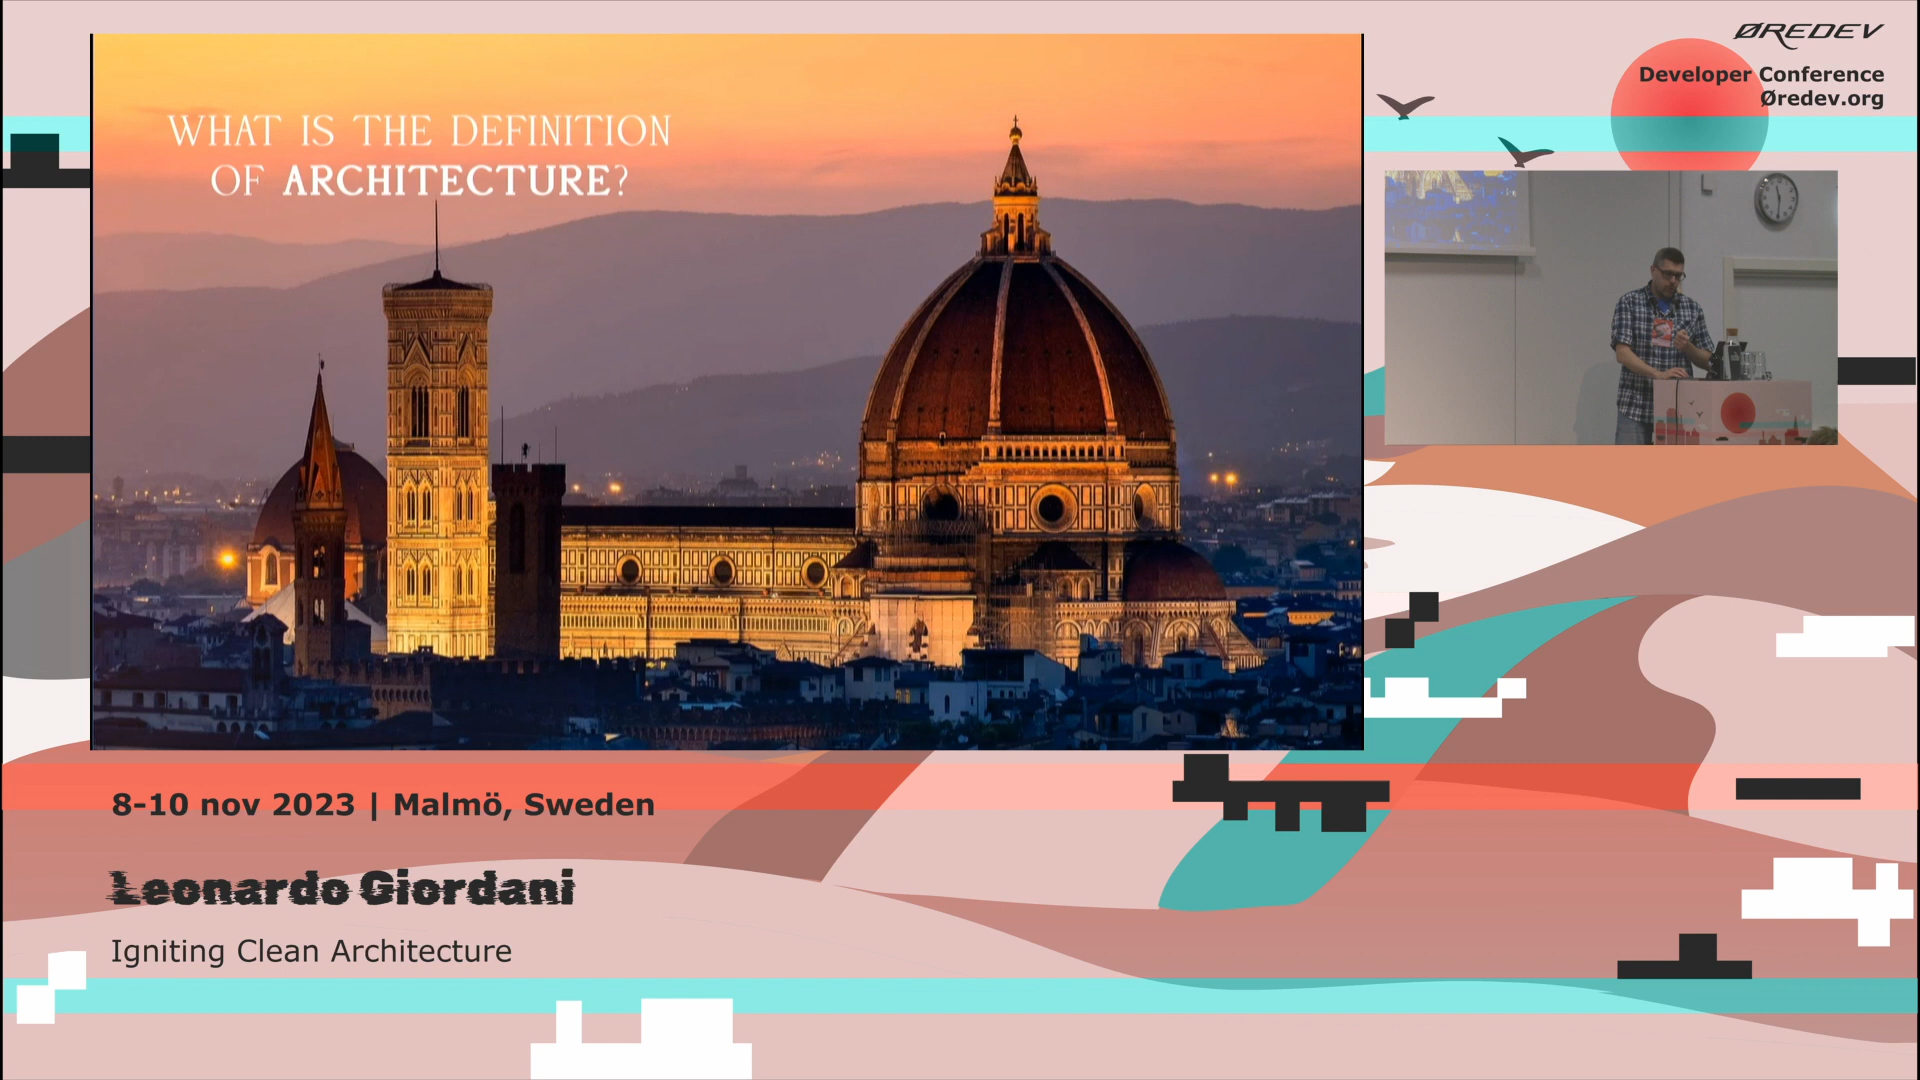 WHAT IS THE DEFINITION
OF ARCHITECTURE?
ØREDEV
Developer Conference
Øredev.org
8-10 nov 2023 | Malmö, Sweden
Leonardo Giordani
Igniting Clean Architecture